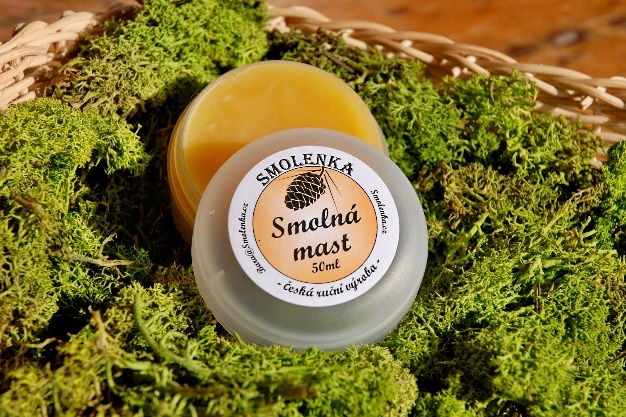 SMOLENKA
Smolná
mast
50ml
- česká ruční výroba -
Smolenka.cz